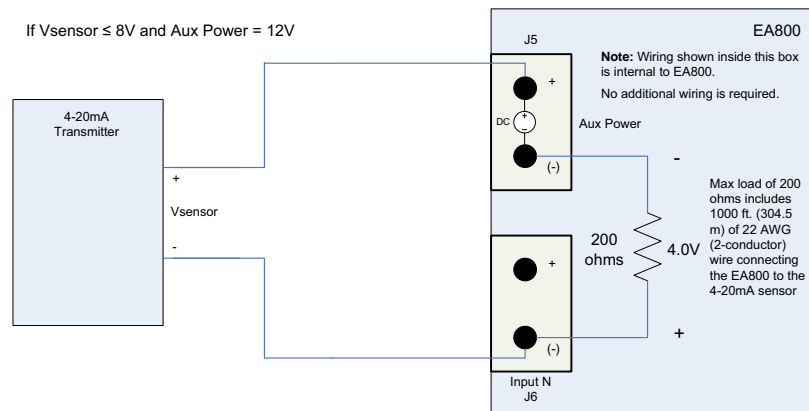 If Vsensor ≤ 8V and Aux Power = 12V
EA800
J5
Note: Wiring shown inside this box
is internal to EA800.
No additional wiring is required.
4-20mA
Transmitter
+
DC
+
−
Aux Power
(-)
-
+
Vsensor
-
200
ohms
4.0V
Max load of 200
ohms includes
1000 ft. (304.5
m) of 22 AWG
(2-conductor)
wire connecting
the EA800 to the
4-20mA sensor
+
(-)
+
Input N
J6